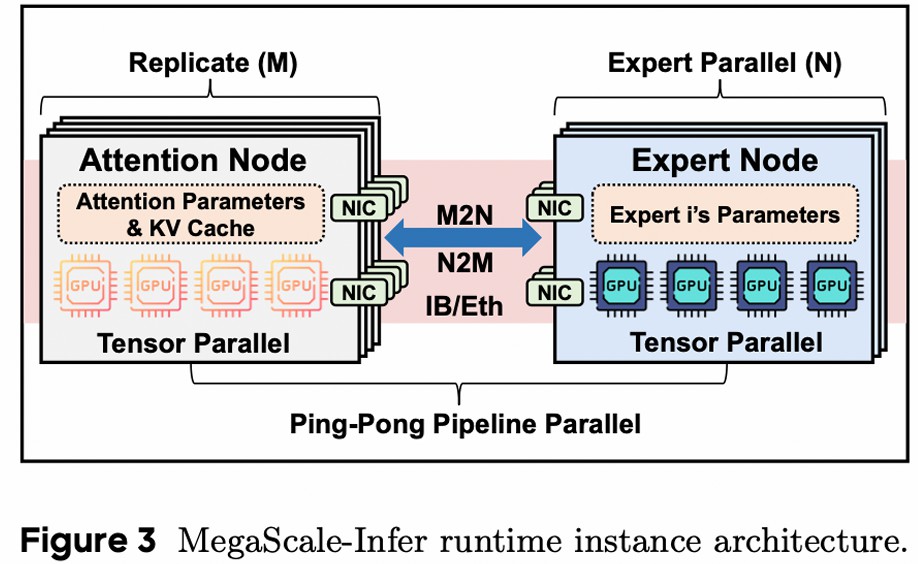 Replicate (M)
Expert Parallel (N)
Attention Node
Attention Parameters
& KV Cache
NIC
GPU GPU GPU GPU
NIC
Tensor Parallel
M2N
N2M
IB/Eth
Expert Node
NIC
Expert i's Parameters
NIC
GPU GPU GPU GPU
Tensor Parallel
Ping-Pong Pipeline Parallel
Figure 3 MegaScale-Infer runtime instance architecture.